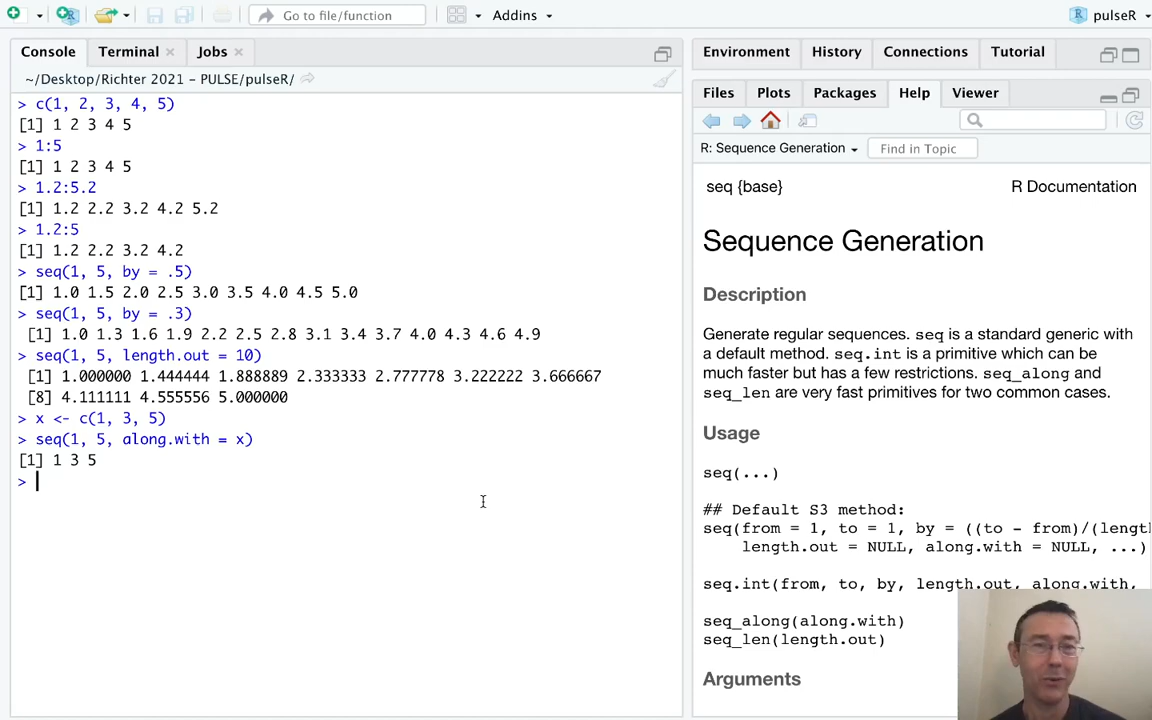 Go to file/function
Addins
pulseR
Console
Terminal
Jobs
~/Desktop/Richter 2021 - PULSE/pulseR/
> c(1, 2, 3, 4, 5)
[1] 1 2 3 4 5
> 1:5
[1] 1 2 3 4 5
> 1.2:5.2
[1] 1.2 2.2 3.2 4.2 5.2
> 1.2:5
[1] 1.2 2.2 3.2 4.2
> seq(1, 5, by = .5)
[1] 1.0 1.5 2.0 2.5 3.0 3.5 4.0 4.5 5.0
> seq(1, 5, by = .3)
[1] 1.0 1.3 1.6 1.9 2.2 2.5 2.8 3.1 3.4 3.7 4.0 4.3 4.6 4.9
> seq(1, 5, length.out = 10)
[1] 1.000000 1.444444 1.888889 2.333333 2.777778 3.222222 3.666667
[8] 4.111111 4.555556 5.000000
> x <- c(1, 3, 5)
> seq(1, 5, along.with = x)
[1] 1 3 5
>
Environment
History
Connections
Tutorial
Files
Plots
Packages
Help
Viewer
R: Sequence Generation
Find in Topic
seq {base}
R Documentation
Sequence Generation
Description
Generate regular sequences. seq is a standard generic with
a default method. seq.int is a primitive which can be
much faster but has a few restrictions. seq_along and
seq_len are very fast primitives for two common cases.
Usage
seq(...)
## Default S3 method:
seq(from = 1, to = 1, by = ((to - from)/(lengt
length.out = NULL, along.with = NULL, ...)
seq.int(from, to, by, length.out, along.with,
seq_along(along.with)
seq_len(length.out)
Arguments